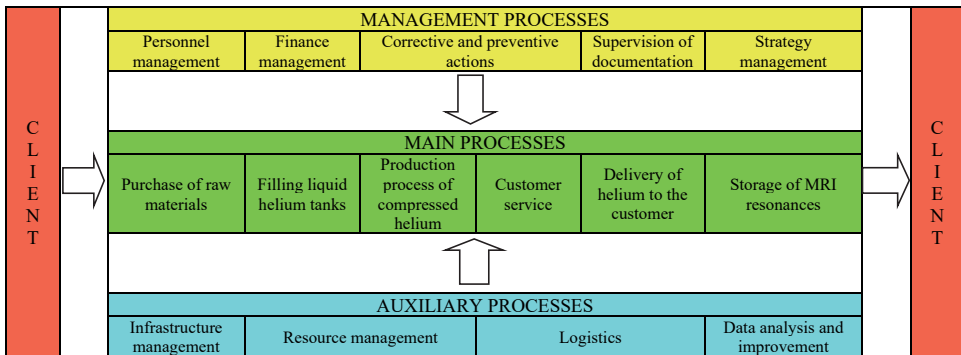 MANAGEMENT PROCESSES
Personnel
management
Finance
management
Corrective and preventive
actions
Supervision of
documentation
Strategy
management
C
L
I
E
N
T
MAIN PROCESSES
Purchase of raw
materials
Filling liquid
helium tanks
Production
process of
compressed
helium
Customer
service
Delivery of
helium to the
customer
Storage of MRI
resonances
C
L
I
E
N
T
AUXILIARY PROCESSES
Infrastructure
management
Resource management
Logistics
Data analysis and
improvement